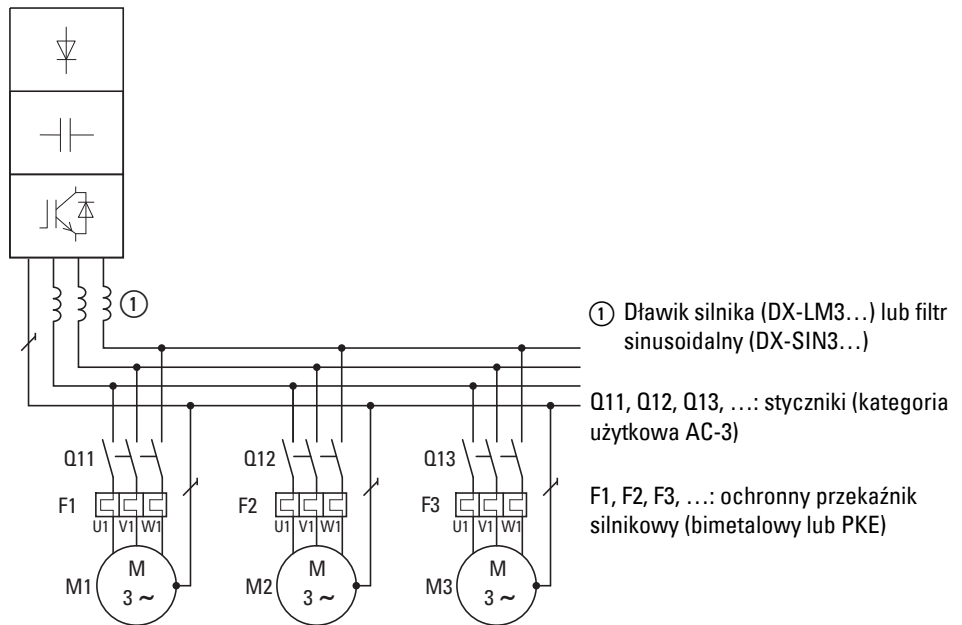 1
① Dławik silnika (DX-LM3…) lub filtr
sinusoidalny (DX-SIN3…)
Q11, Q12, Q13, …: styczniki (kategoria
użytkowa AC-3)
F1, F2, F3, …: ochronny przekaźnik
silnikowy (bimetalowy lub PKE)
Q11 Q12 Q13
F1 F2 F3
U1 V1 W1 U1 V1 W1 U1 V1 W1
M M M
M1 M2 M3
3 ~ 3 ~ 3 ~